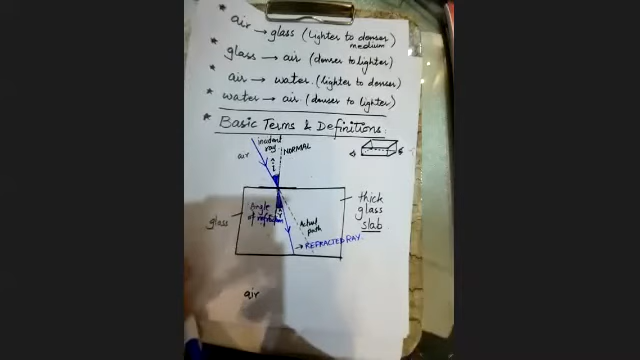 * air → glass (lighter to denser medium)
* glass → air (denser to lighter)
* air → water (lighter to denser)
* water → air (denser to lighter)
* Basic Terms & Definitions.
incident ray
NORMAL
air
î
Angle of refraction
glass
Actual path
thick glass slab
→ REFRACTED RAY
air